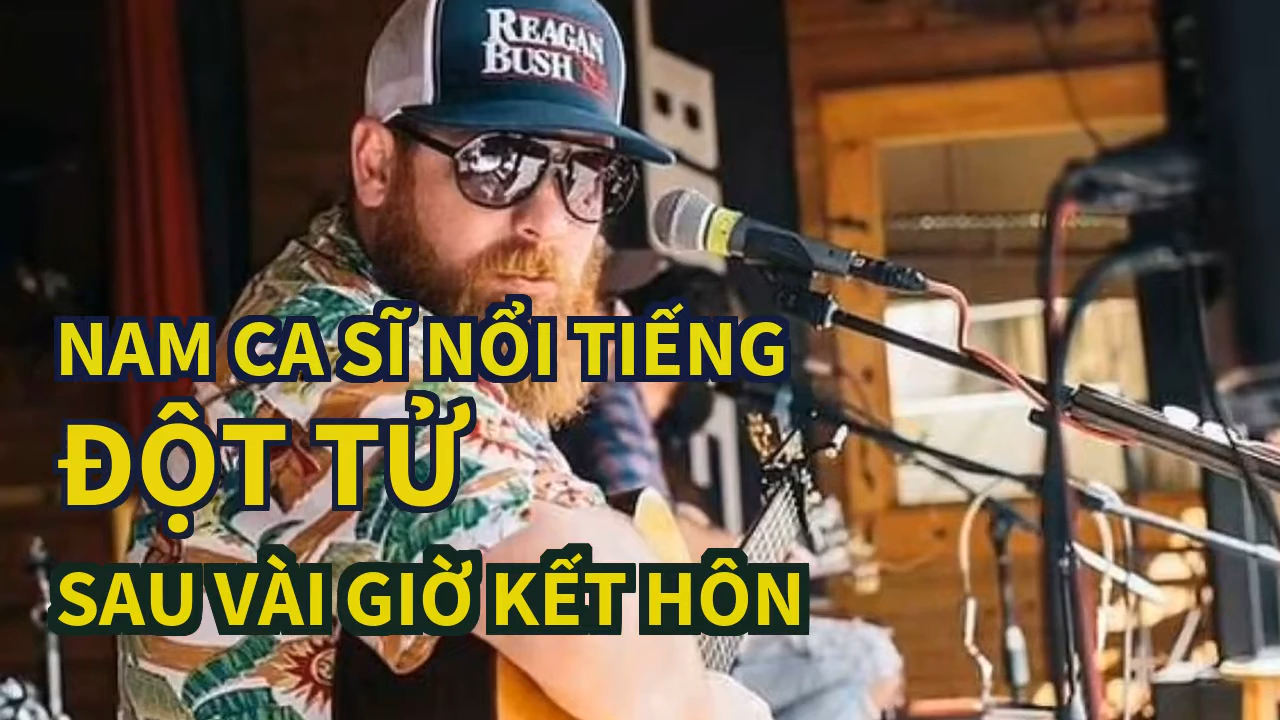 REAGAN
BUSH
NAM CA SĨ NỔI TIẾNG
ĐỘT TỬ
SAU VÀI GIỜ KẾT HÔN